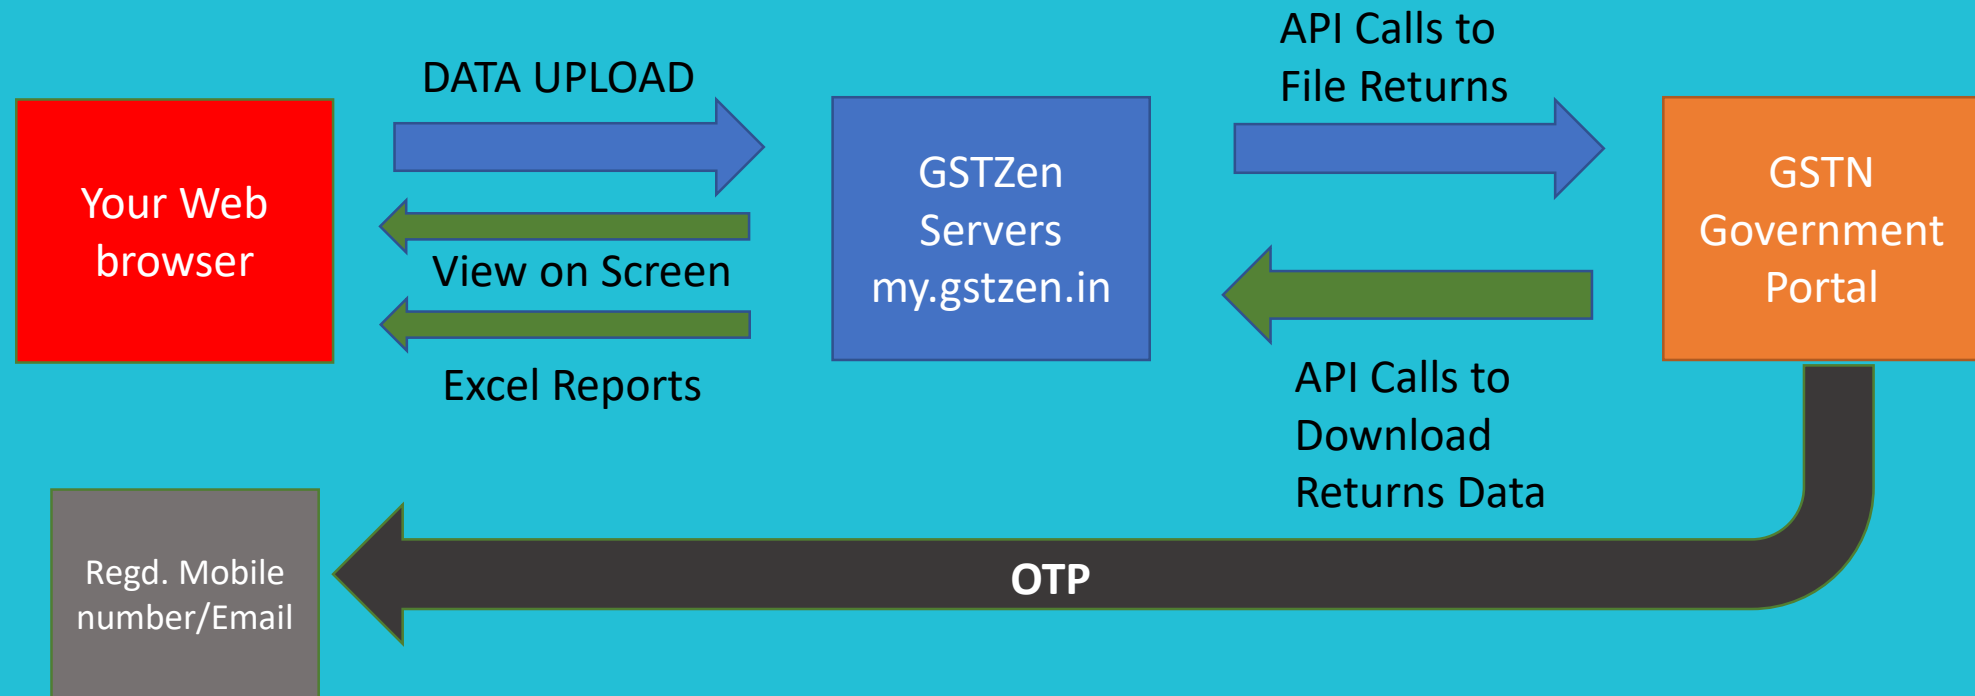 DATA UPLOAD
API Calls to
File Returns
Your Web
browser
GSTZen
Servers
my.gstzen.in
GSTN
Government
Portal
View on Screen
Excel Reports
API Calls to
Download
Returns Data
Regd. Mobile
number/Email
OTP